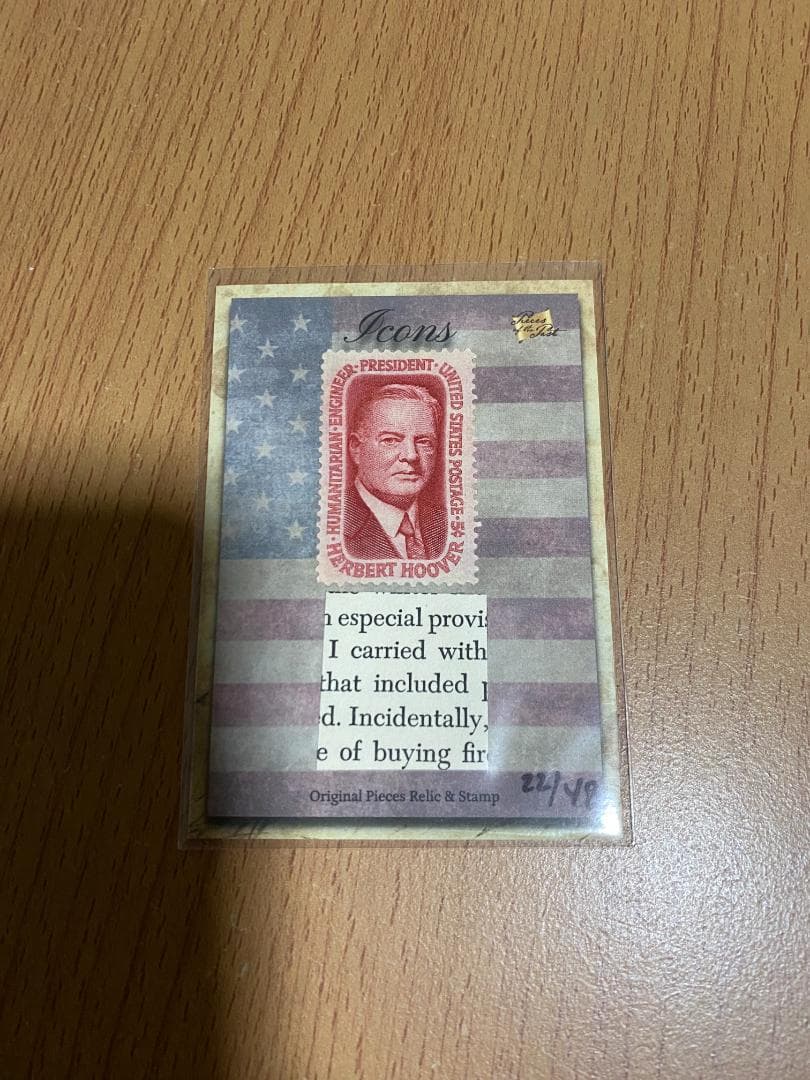 Icons
Pieces
of the Past
HUMANITARIAN · ENGINEER · PRESIDENT · UNITED STATES POSTAGE · 5¢
HERBERT HOOVER
n especial provi
I carried with
that included
d. Incidentally,
e of buying fir
Original Pieces Relic & Stamp
22/49